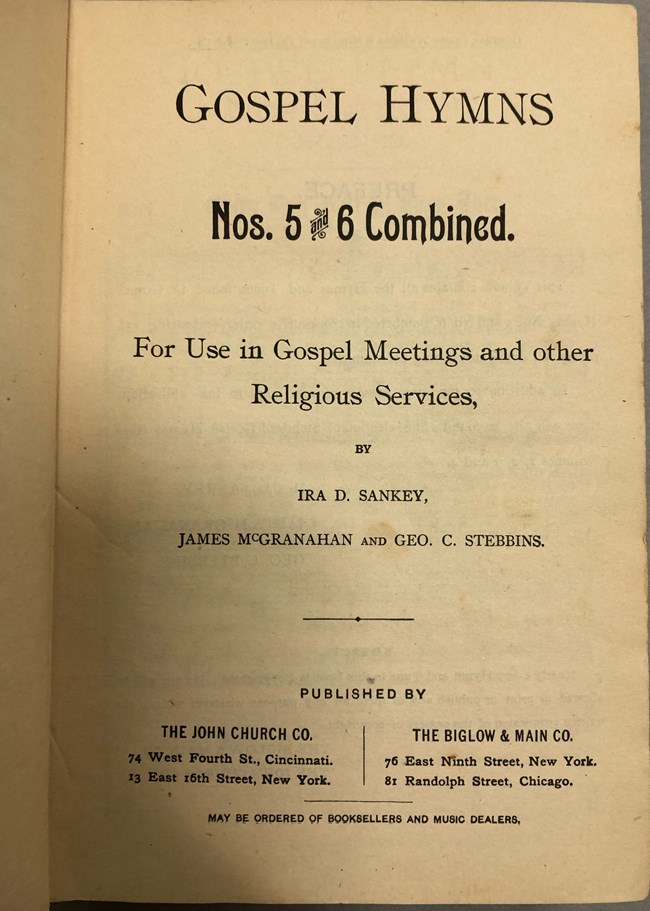 GOSPEL HYMNS
Nos. 5 and 6 Combined.
For Use in Gospel Meetings and other
Religious Services,
BY
IRA D. SANKEY,
JAMES McGRANAHAN AND GEO. C. STEBBINS.
PUBLISHED BY
THE JOHN CHURCH CO.
74 West Fourth St., Cincinnati.
13 East 16th Street, New York.
THE BIGLOW & MAIN CO.
76 East Ninth Street, New York.
81 Randolph Street, Chicago.
MAY BE ORDERED OF BOOKSELLERS AND MUSIC DEALERS.